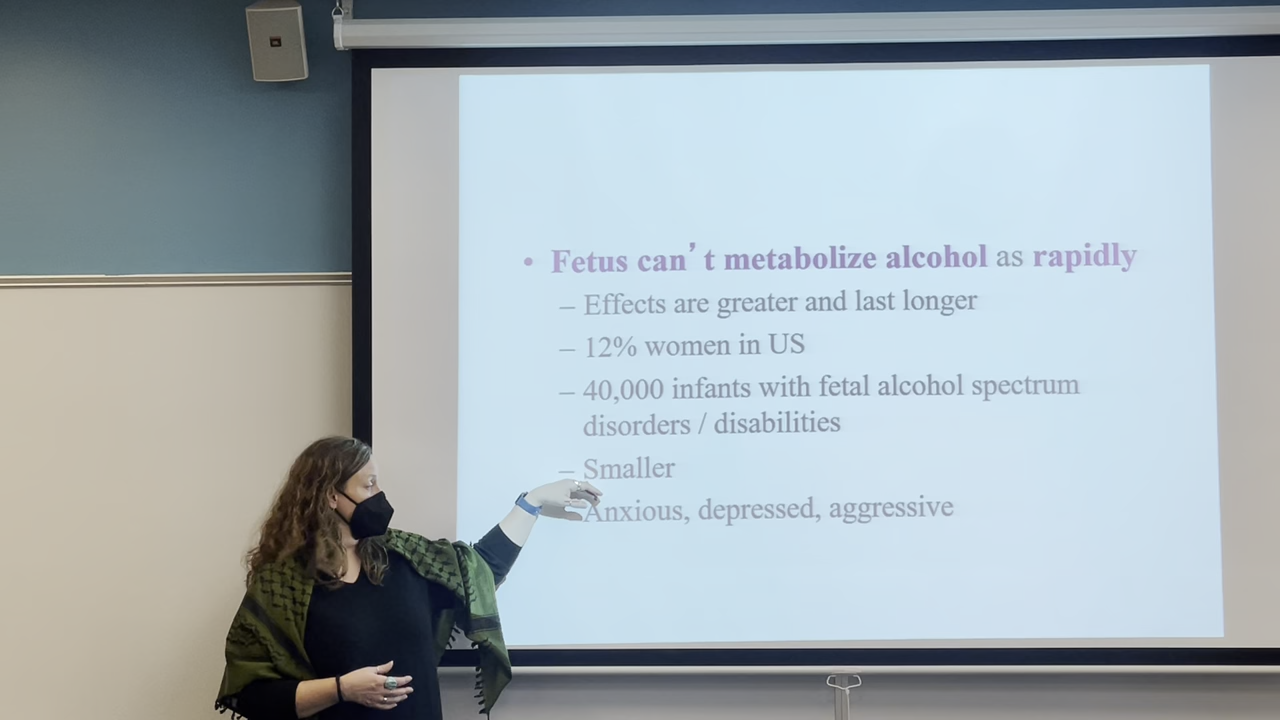 • Fetus can’t metabolize alcohol as rapidly
– Effects are greater and last longer
– 12% women in US
– 40,000 infants with fetal alcohol spectrum
disorders / disabilities
– Smaller
Anxious, depressed, aggressive